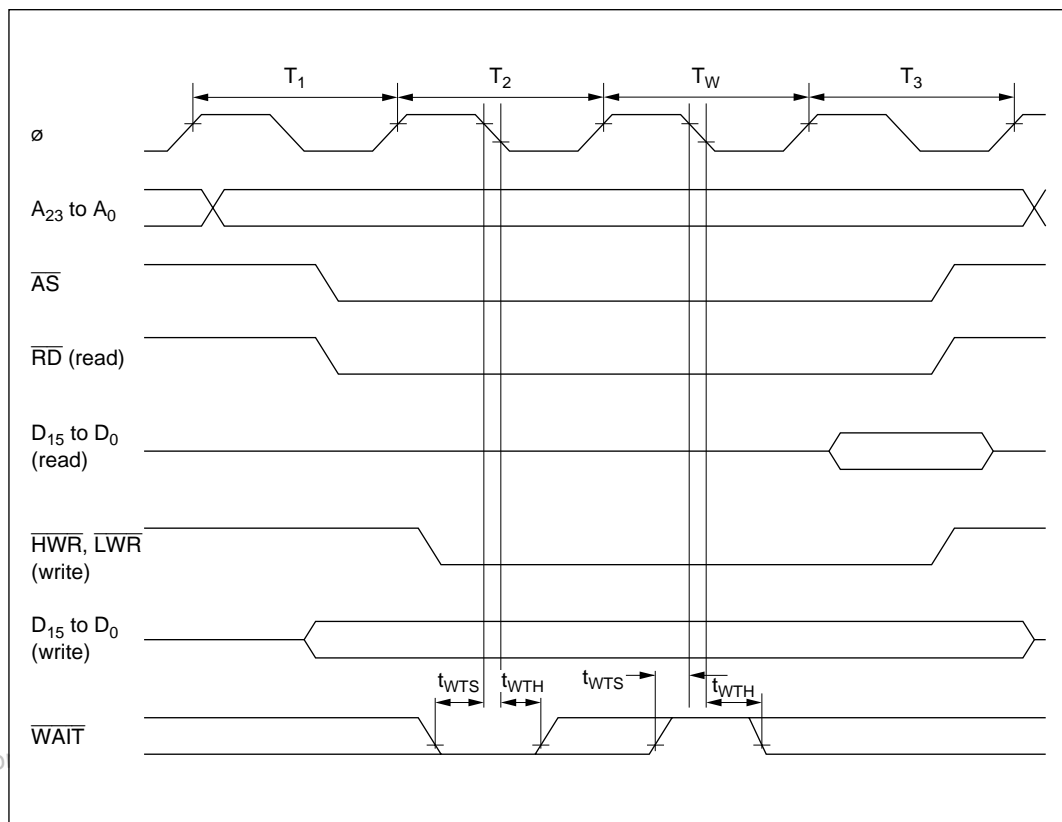 T1 T2 TW T3
ø
A23 to A0
AS
RD (read)
D15 to D0
(read)
HWR, LWR
(write)
D15 to D0
(write)
tWTS tWTH tWTS tWTH
WAIT